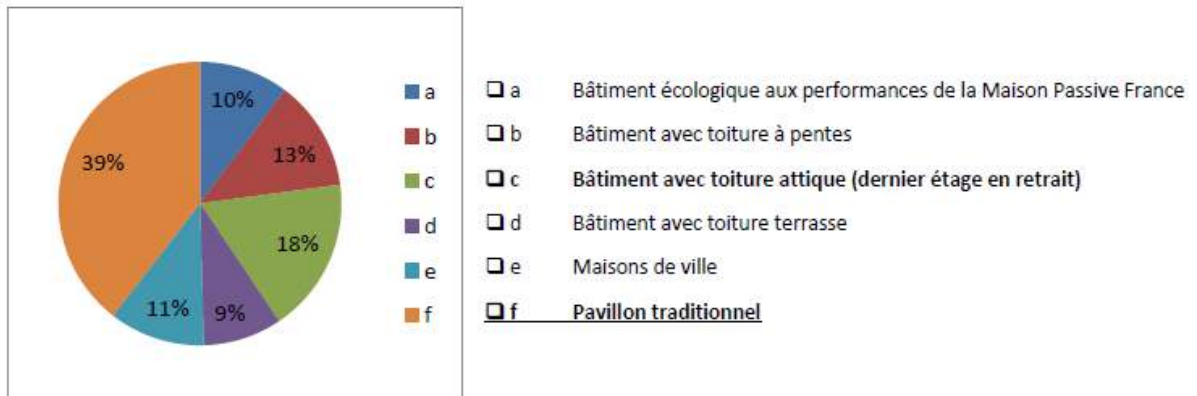 10%
13%
18%
9%
11%
39%
a
b
c
d
e
f
❑ a Bâtiment écologique aux performances de la Maison Passive France
❑ b Bâtiment avec toiture à pentes
❑ c Bâtiment avec toiture attique (dernier étage en retrait)
❑ d Bâtiment avec toiture terrasse
❑ e Maisons de ville
❑ f Pavillon traditionnel